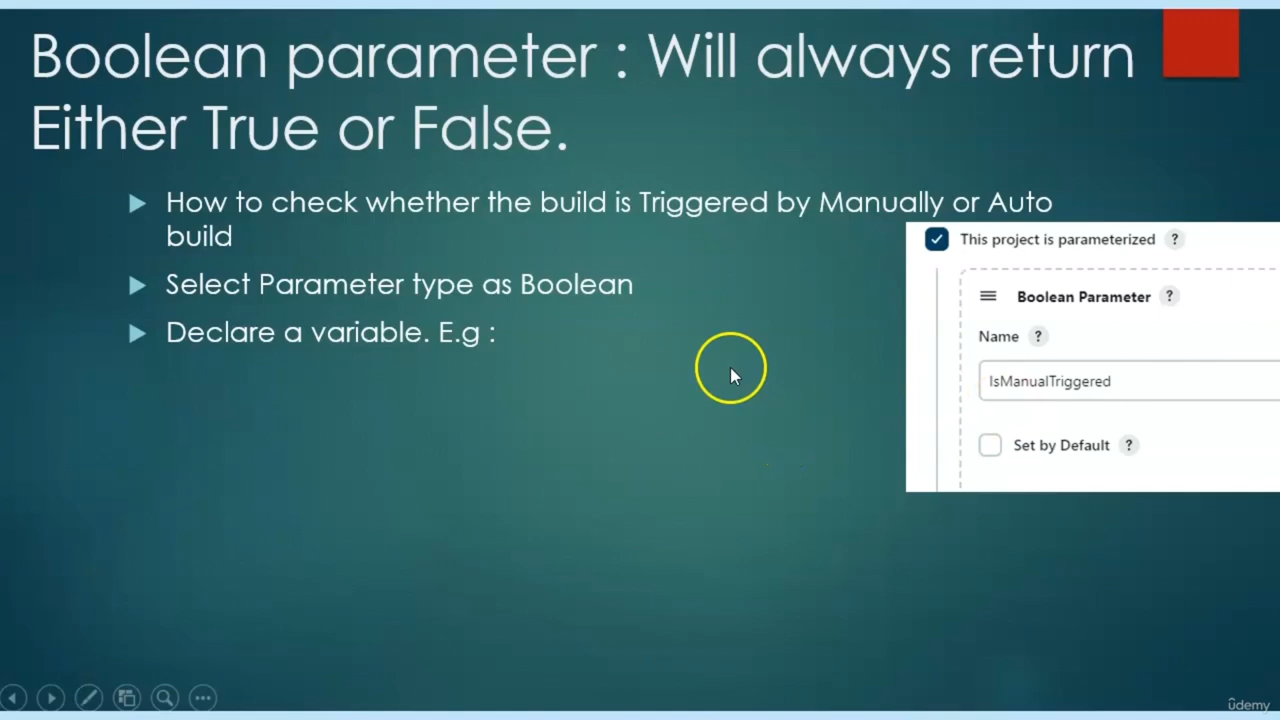 Boolean parameter : Will always return
Either True or False.
How to check whether the build is Triggered by Manually or Auto
build
Select Parameter type as Boolean
Declare a variable. E.g :
This project is parameterized ?
Boolean Parameter ?
Name ?
IsManualTriggered
Set by Default ?
ûdemy